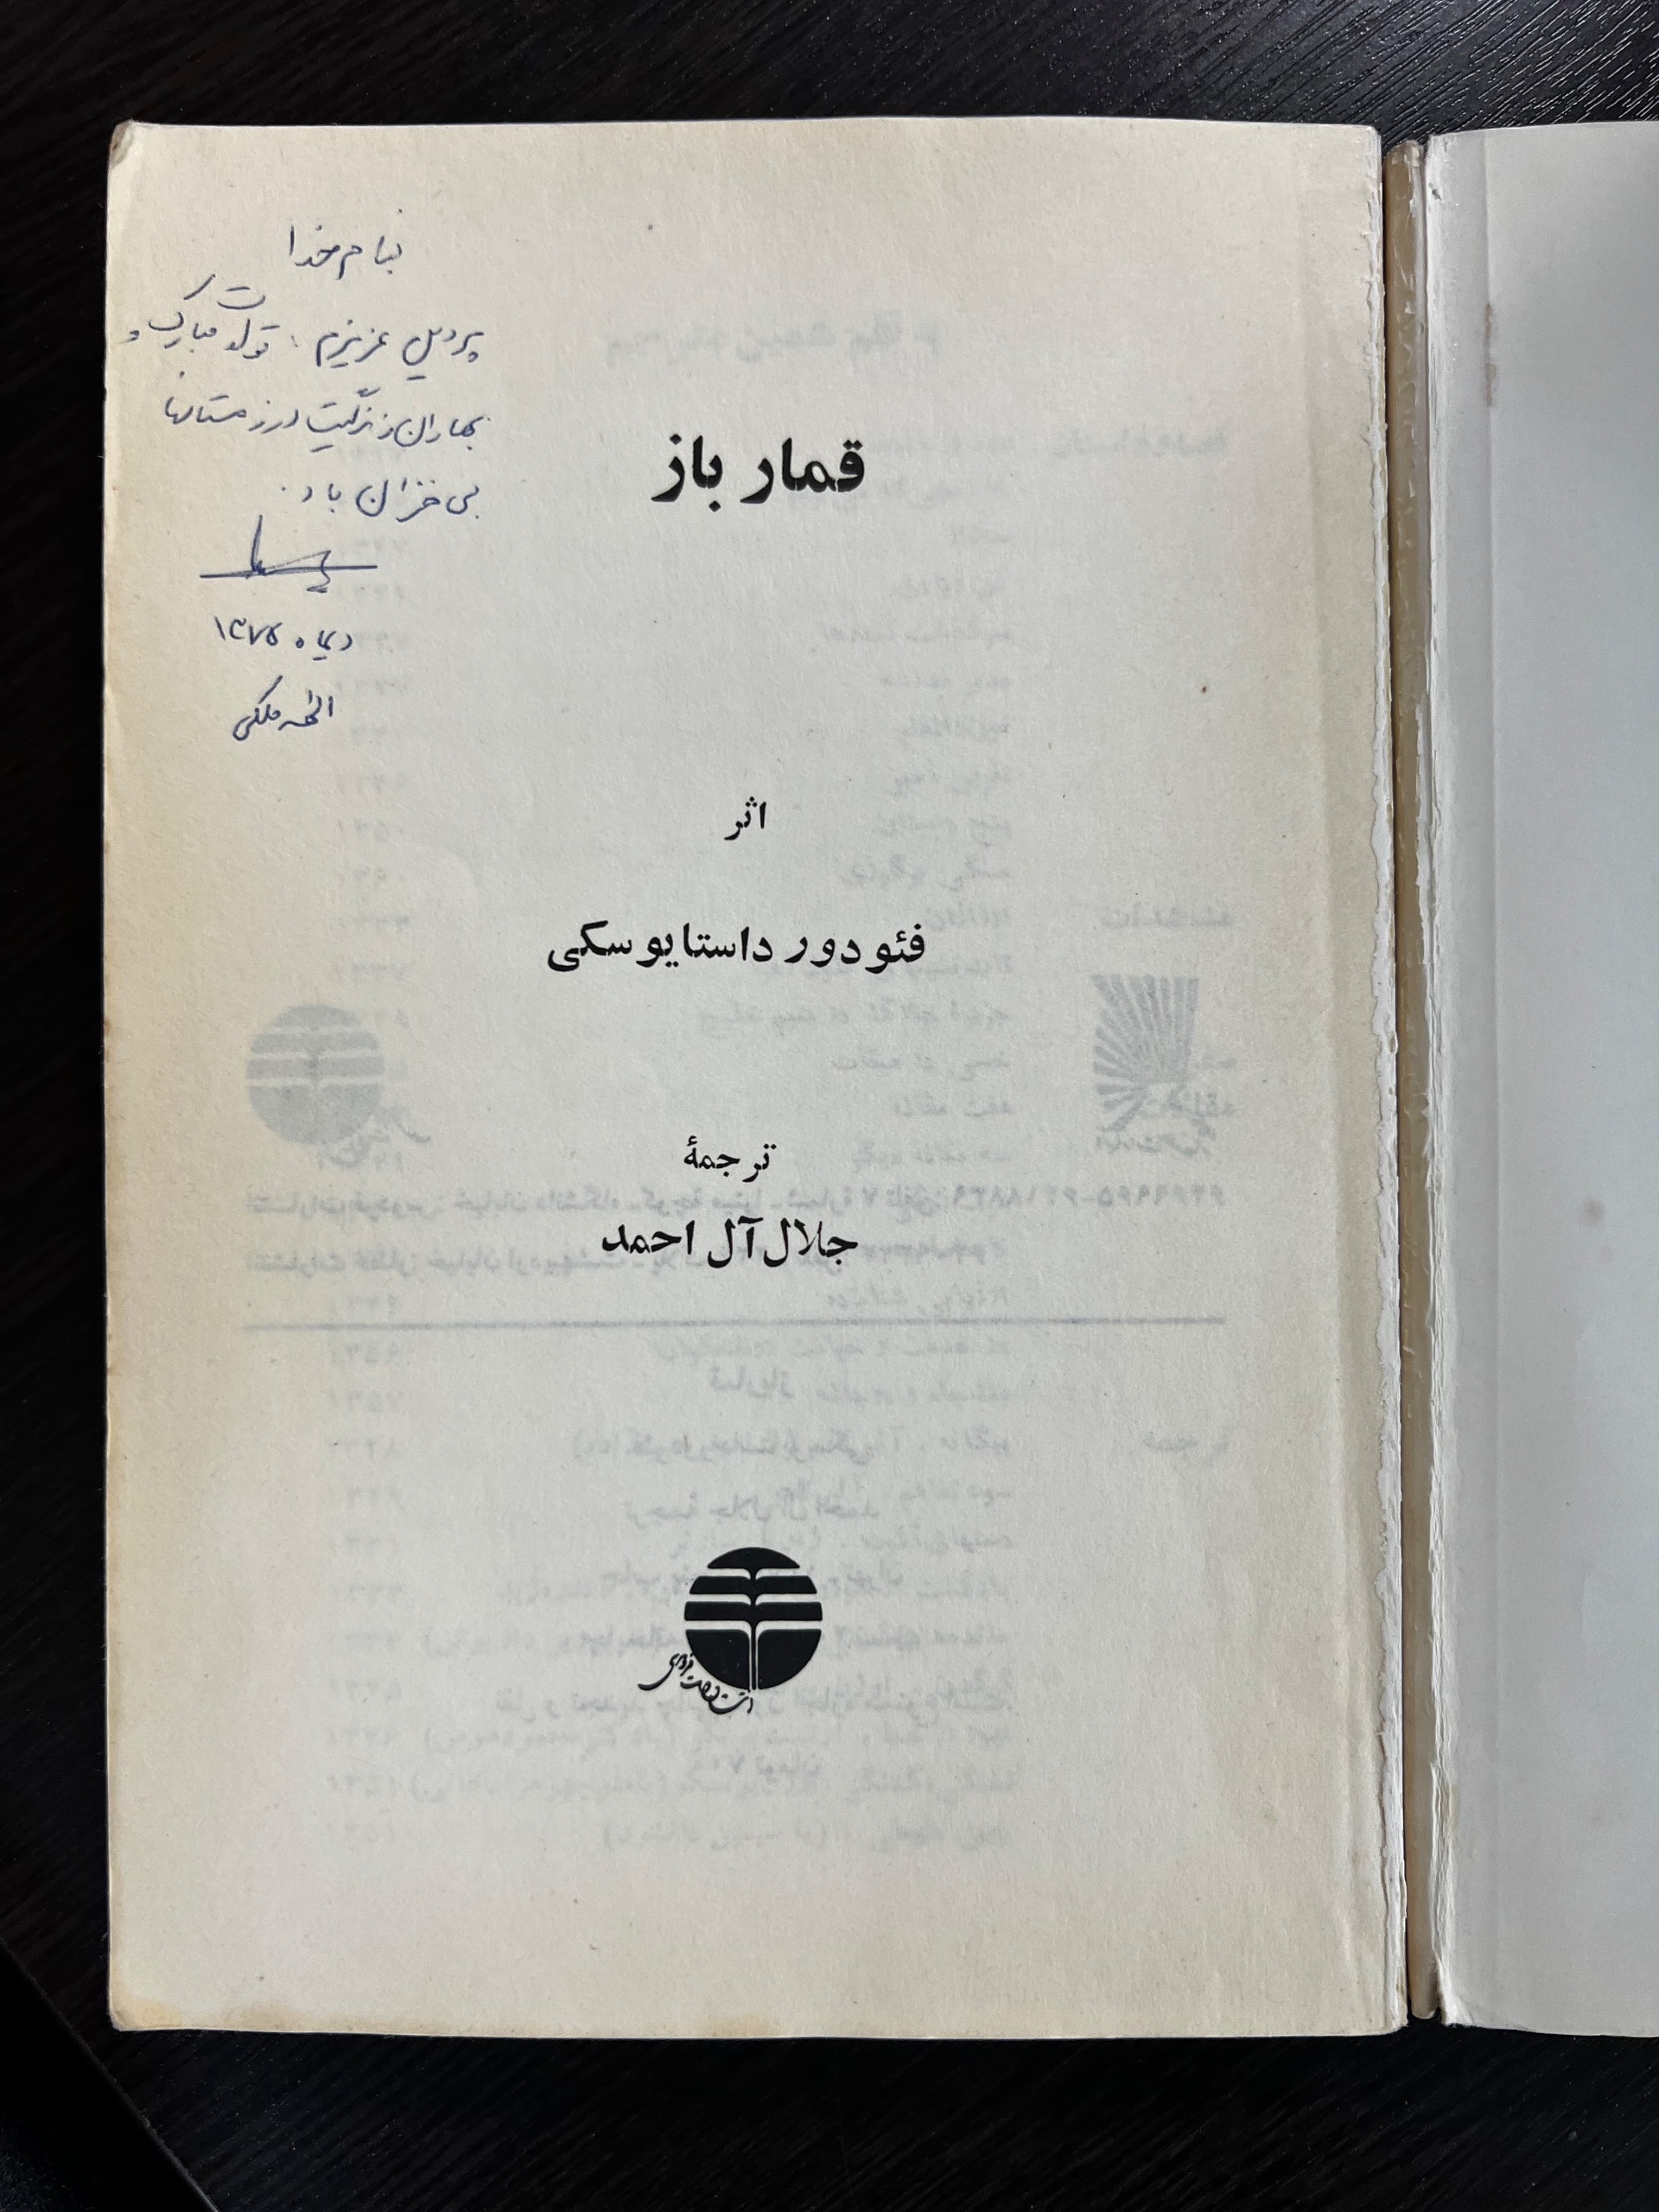 بنام خدا
پردیس عزیزم؛ تولدت مبارک و
بهاران زندگیت در زمستانها
بی خزان باد.
دیماه ۱۳۷۵
الهه ملکی
قمار باز
اثر
فئودور داستایوسکی
ترجمهٔ
جلال آل احمد